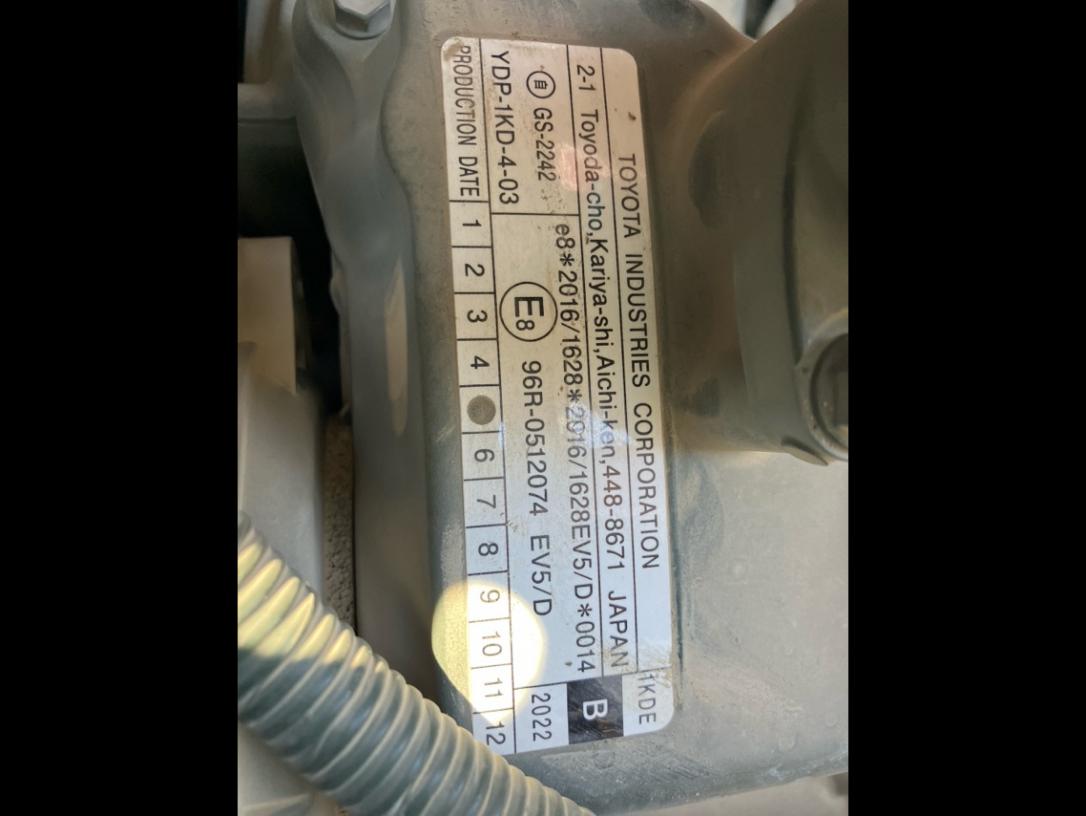 TOYOTA INDUSTRIES CORPORATION 1KDE
2-1 Toyoda-cho,Kariya-shi,Aichi-ken,448-8671 JAPAN
自 GS-2242 e8*2016/1628*2016/1628EV5/D*0014 B
YDP-1KD-4-03 E8 96R-0512074 EV5/D 2022
PRODUCTION DATE 1 2 3 4 6 7 8 9 10 11 12